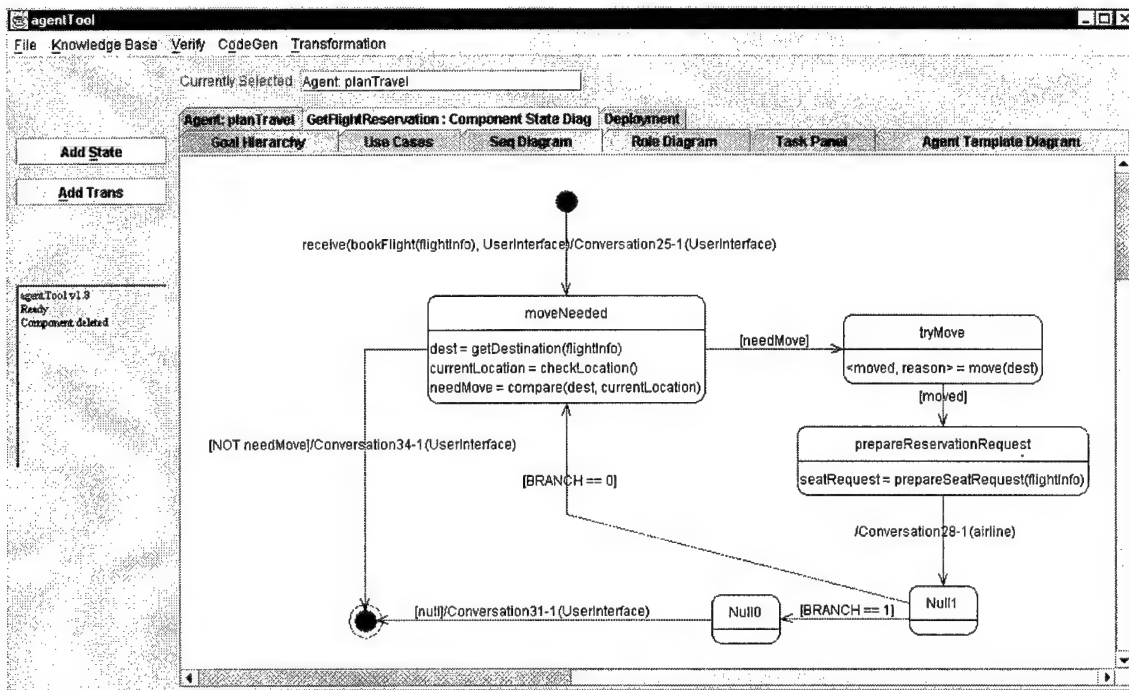 agentTool
File Knowledge Base Verify CodeGen Transformation
Currently Selected Agent: planTravel
Agent: planTravel GetFlightReservation : Component State Diag Deployment
Goal Hierarchy Use Cases Seq Diagram Role Diagram Task Panel Agent Template Diagram
Add State
Add Trans
agentTool v1.8
Ready
Component deleted
receive(bookFlight(flightInfo), UserInterface)/Conversation25-1(UserInterface)
moveNeeded
dest = getDestination(flightInfo)
currentLocation = checkLocation()
needMove = compare(dest, currentLocation)
[needMove]
tryMove
<moved, reason> = move(dest)
[moved]
[NOT needMove]/Conversation34-1(UserInterface)
prepareReservationRequest
seatRequest = prepareSeatRequest(flightInfo)
[BRANCH == 0]
/Conversation28-1(airline)
[null]/Conversation31-1(UserInterface)
Null0
[BRANCH == 1]
Null1